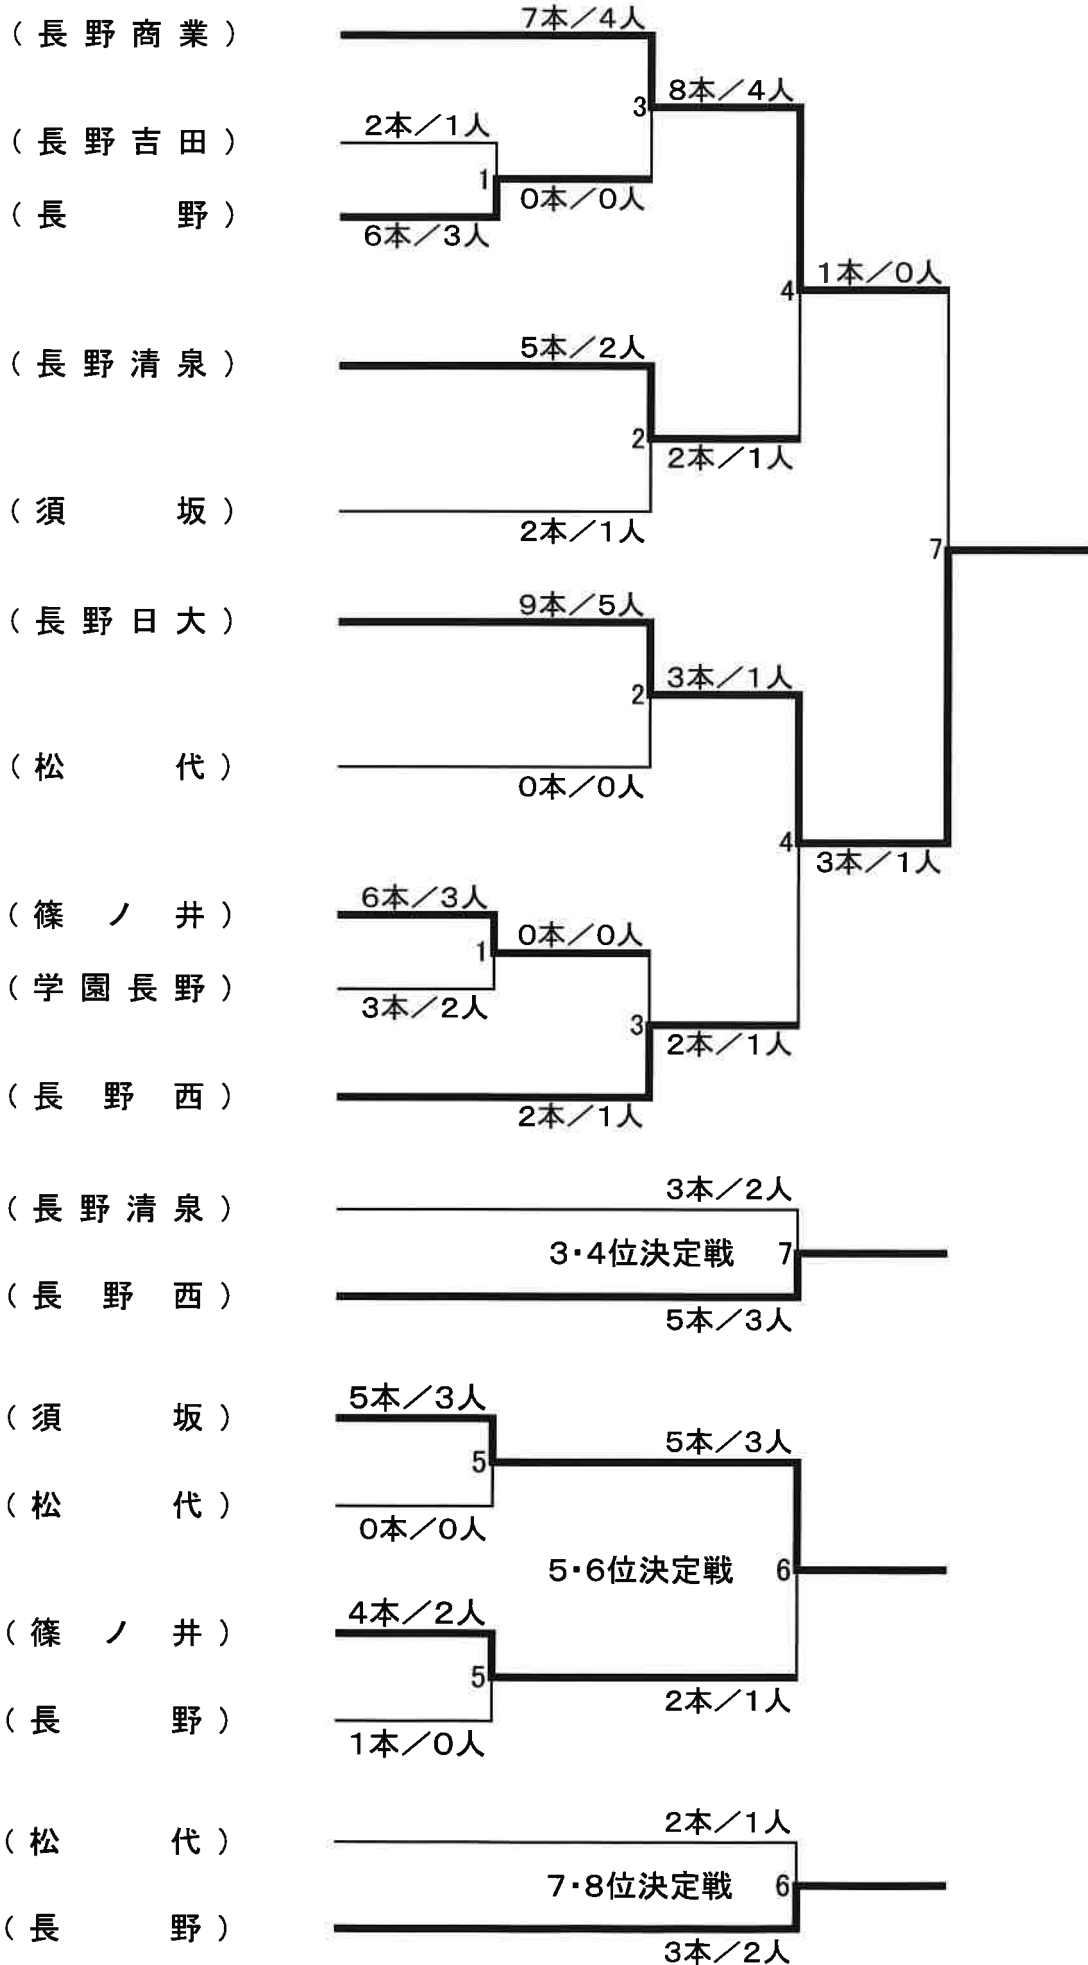 7本／4人
(長野商業)
8本／4人
3
2本／1人
(長野吉田)
1
0本／0人
(長野)
6本／3人
1本／0人
4
5本／2人
(長野清泉)
2
2本／1人
(須坂)
2本／1人
7
9本／5人
(長野日大)
3本／1人
2
(松代)
0本／0人
4
3本／1人
6本／3人
(篠ノ井)
0本／0人
1
(学園長野)
3本／2人
3
2本／1人
(長野西)
2本／1人
3本／2人
(長野清泉)
3・4位決定戦 7
(長野西)
5本／3人
5本／3人
(須坂)
5本／3人
5
(松代)
0本／0人
5・6位決定戦 6
4本／2人
(篠ノ井)
5
2本／1人
(長野)
1本／0人
2本／1人
(松代)
7・8位決定戦 6
(長野)
3本／2人